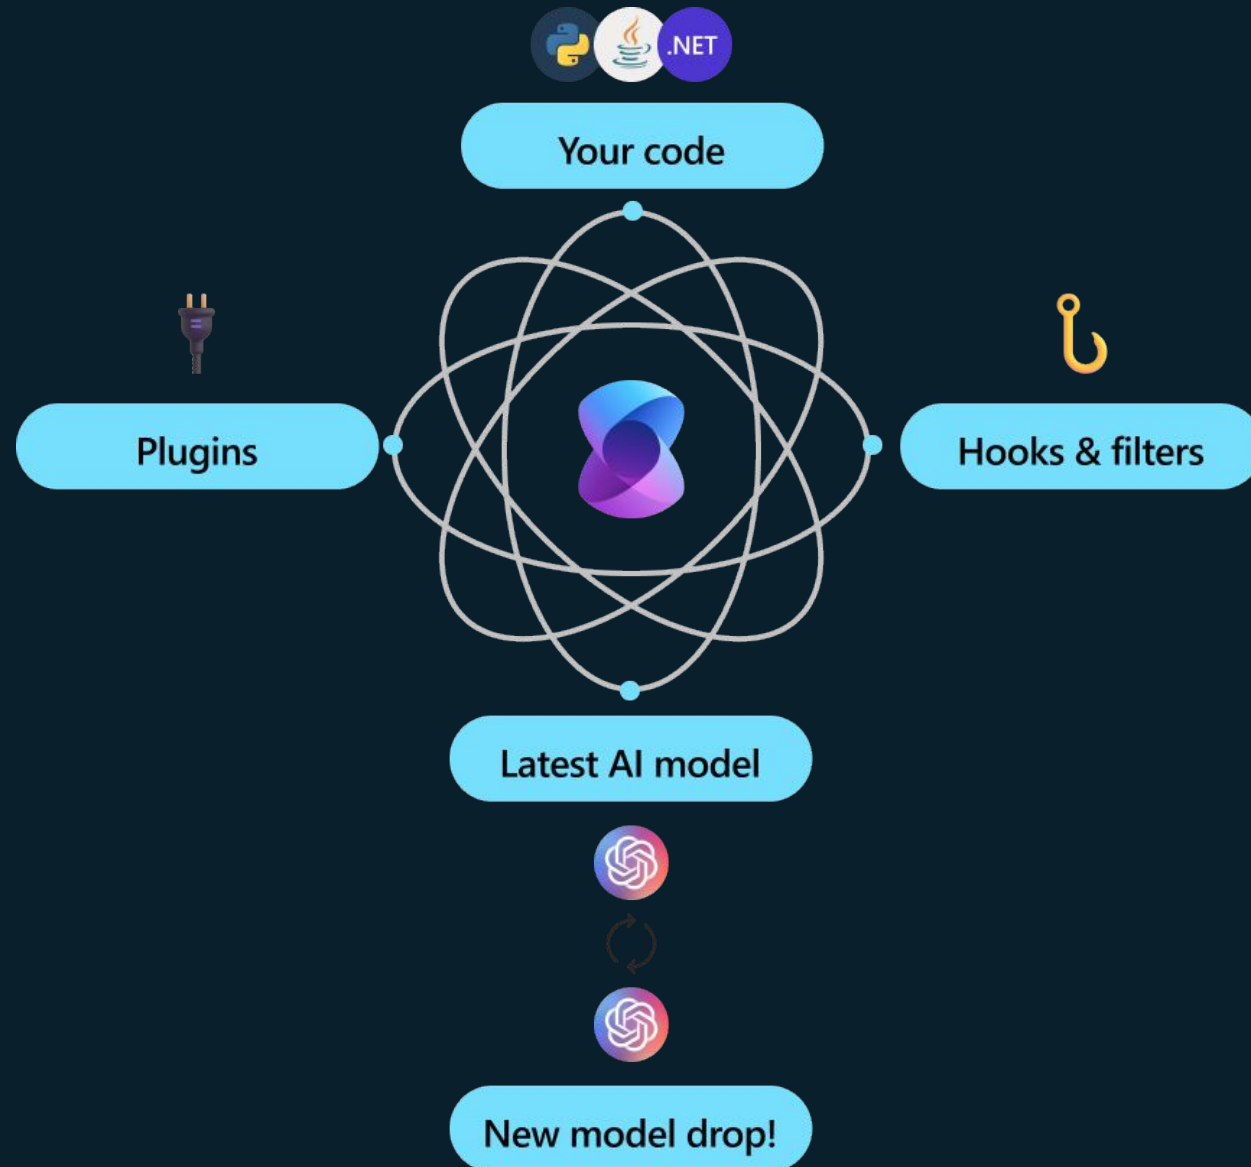 .NET
Your code
Plugins
Hooks & filters
Latest AI model
New model drop!